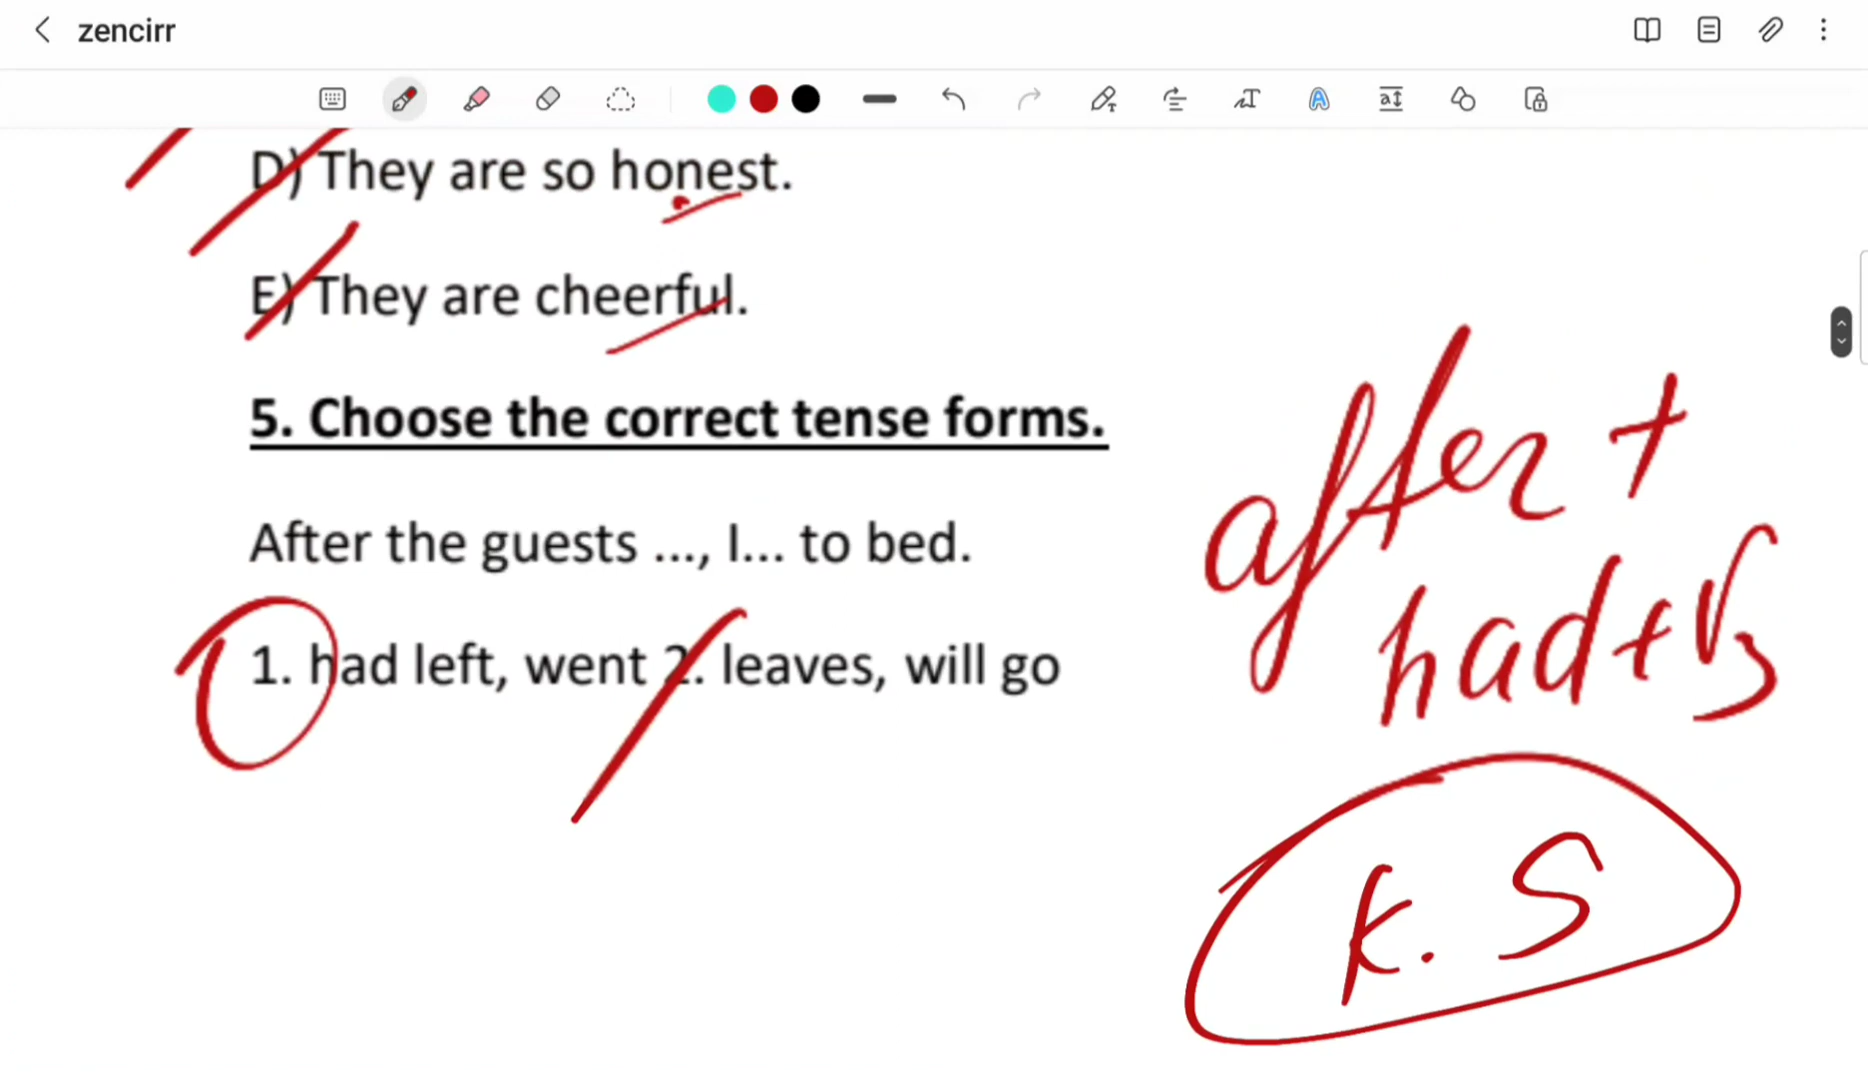 zencirr
D) They are so honest.
E) They are cheerful.
5. Choose the correct tense forms.
After the guests ..., I... to bed.
1. had left, went 2. leaves, will go
after +
had + V3
K. S